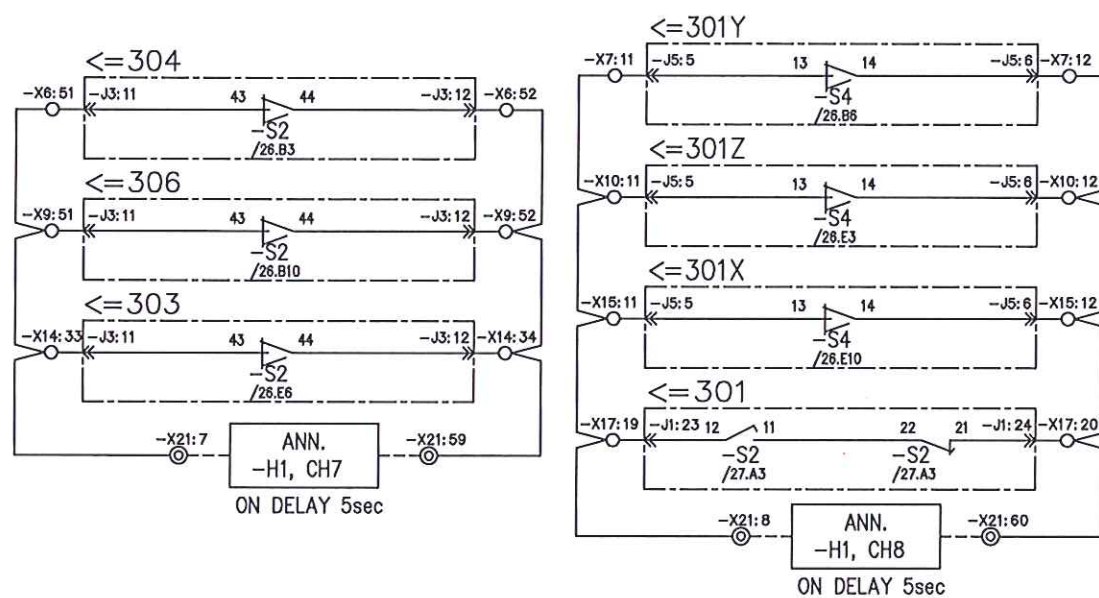 <=304
-X6:51 -J3:11 43 44 -J3:12 -X6:52
-S2
/26.B3
<=306
-X9:51 -J3:11 43 44 -J3:12 -X9:52
-S2
/26.B10
<=303
-X14:33 -J3:11 43 44 -J3:12 -X14:34
-S2
/26.E6
-X21:7 ANN. -X21:59
-H1, CH7
ON DELAY 5sec
<=301Y
-X7:11 -J5:5 13 14 -J5:6 -X7:12
-S4
/26.B6
<=301Z
-X10:11 -J5:5 13 14 -J5:6 -X10:12
-S4
/26.E3
<=301X
-X15:11 -J5:5 13 14 -J5:6 -X15:12
-S4
/26.E10
<=301
-X17:19 -J1:23 12 11 22 21 -J1:24 -X17:20
-S2 -S2
/27.A3 /27.A3
-X21:8 ANN. -X21:60
-H1, CH8
ON DELAY 5sec